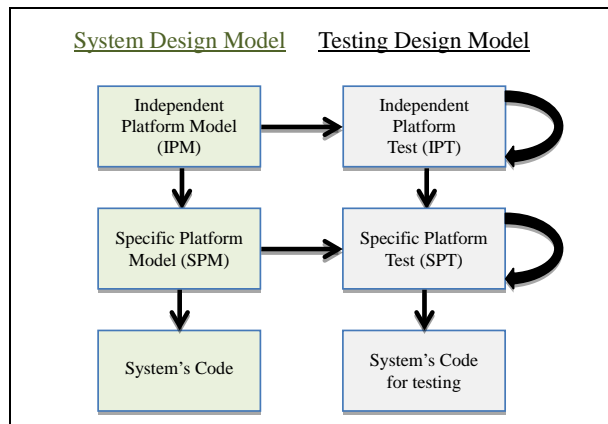 System Design Model
Testing Design Model
Independent
Platform Model
(IPM)
Independent
Platform
Test (IPT)
Specific Platform
Model (SPM)
Specific Platform
Test (SPT)
System’s Code
System’s Code
for testing